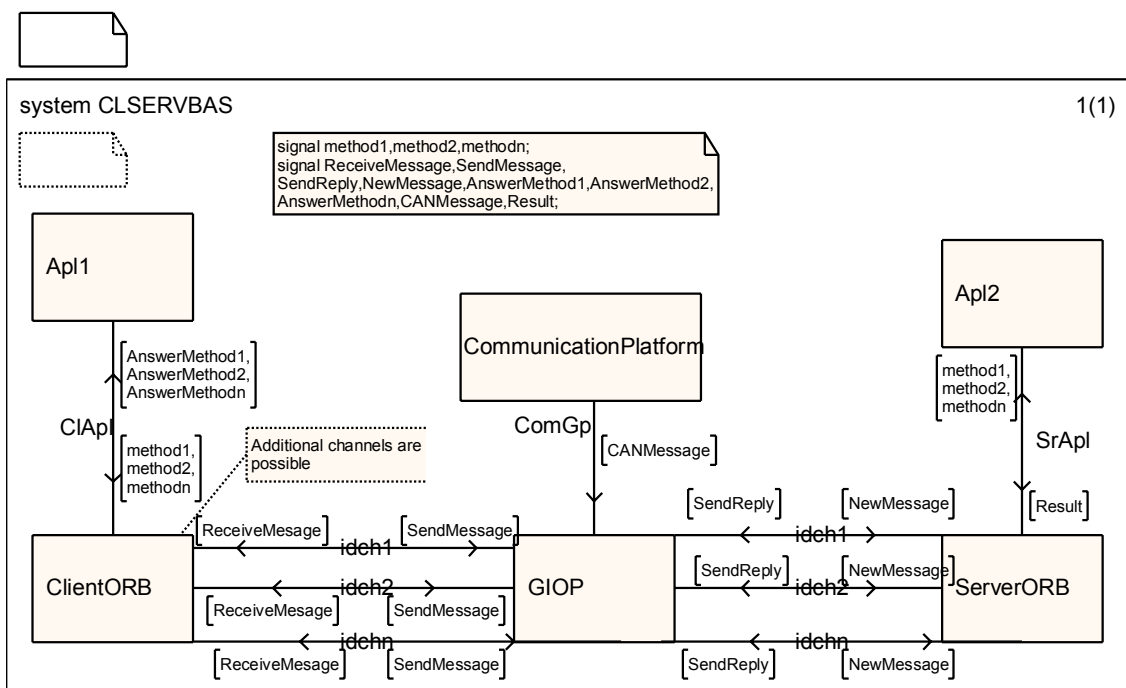 system CLSERVBAS
1(1)
signal method1,method2,methodn;
signal ReceiveMessage,SendMessage,
SendReply,NewMessage,AnswerMethod1,AnswerMethod2,
AnswerMethodn,CANMessage,Result;
Apl1
Apl2
CommunicationPlatform
AnswerMethod1,
AnswerMethod2,
AnswerMethodn
ClApl
method1,
method2,
methodn
Additional channels are
possible
ComGp
[CANMessage]
method1,
method2,
methodn
SrApl
[Result]
[ReceiveMesage]
[SendMessage]
idch1
[SendReply]
[NewMessage]
idch1
ClientORB
idch2
[ReceiveMesage]
[SendMessage]
GIOP
[SendReply]
[NewMessage]
idch2
ServerORB
idchn
[ReceiveMesage]
[SendMessage]
idchn
[SendReply]
[NewMessage]